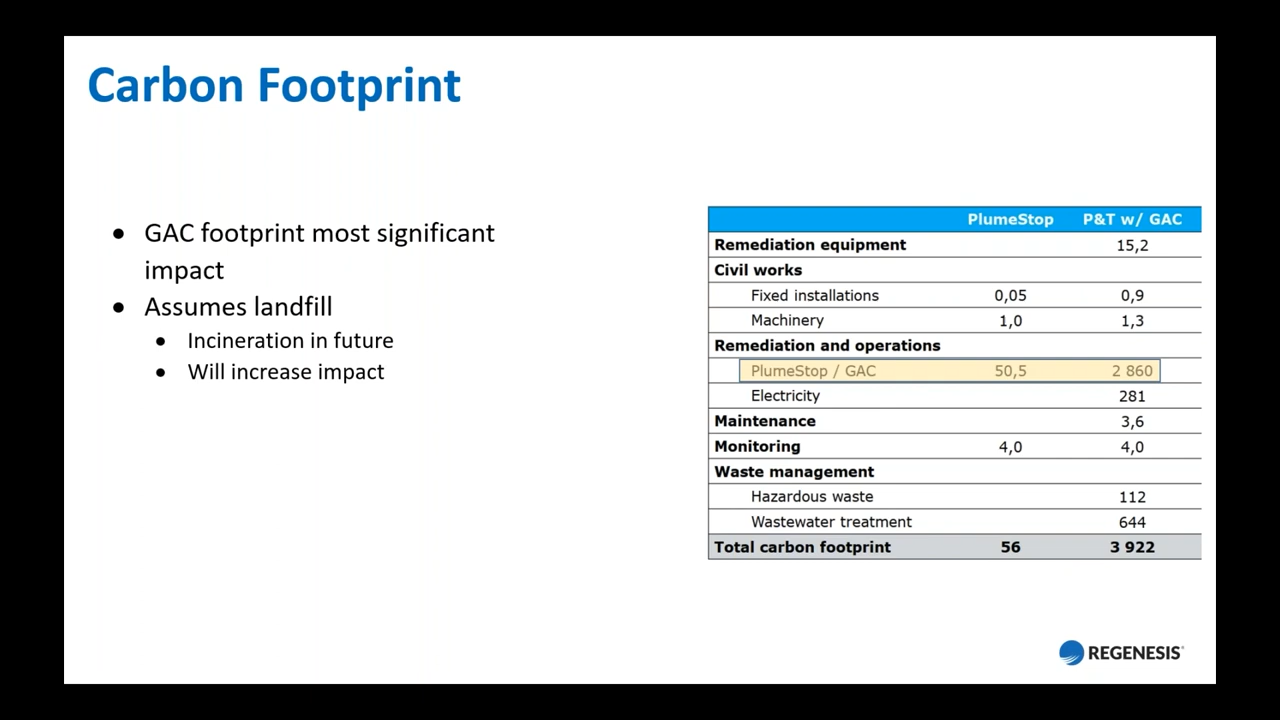 Carbon Footprint
• GAC footprint most significant
impact
• Assumes landfill
• Incineration in future
• Will increase impact
PlumeStop P&T w/ GAC
Remediation equipment 15,2
Civil works
Fixed installations 0,05 0,9
Machinery 1,0 1,3
Remediation and operations
PlumeStop / GAC 50,5 2 860
Electricity 281
Maintenance 3,6
Monitoring 4,0 4,0
Waste management
Hazardous waste 112
Wastewater treatment 644
Total carbon footprint 56 3 922
REGENESIS